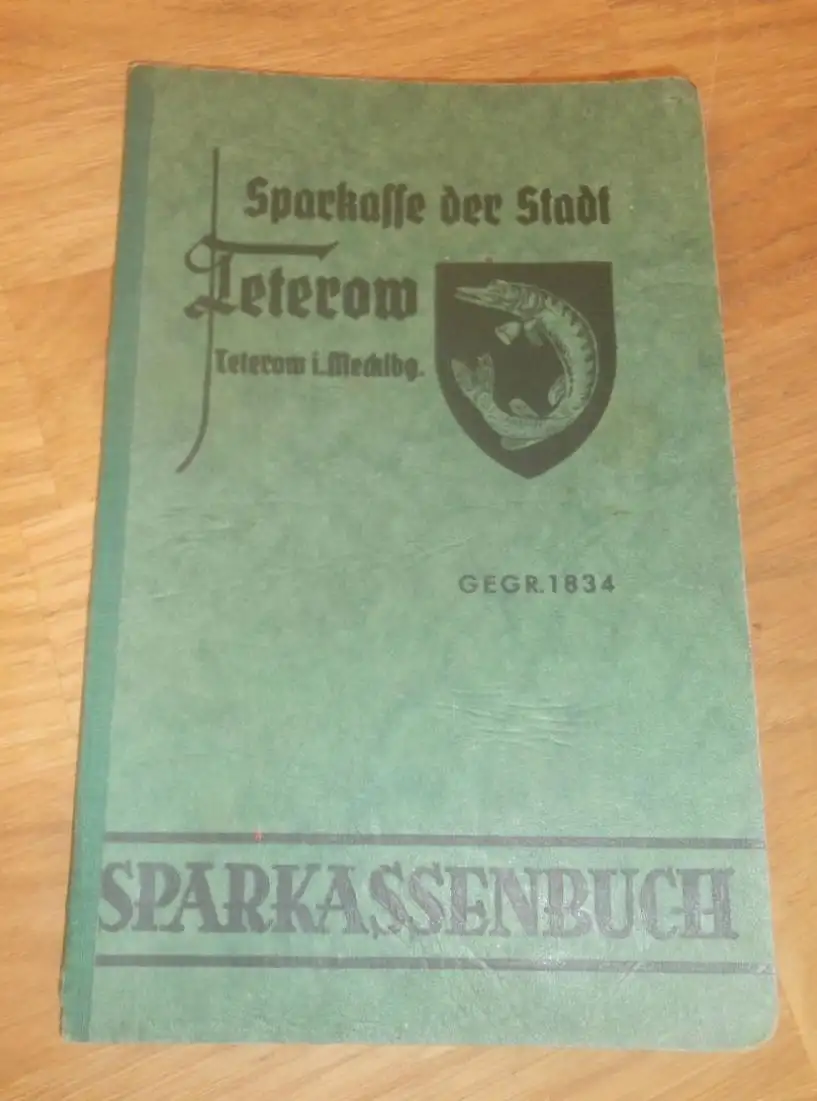 Sparkasse der Stadt
Teterow
Teterow i. Mecklbg.
GEGR. 1834
SPARKASSENBUCH